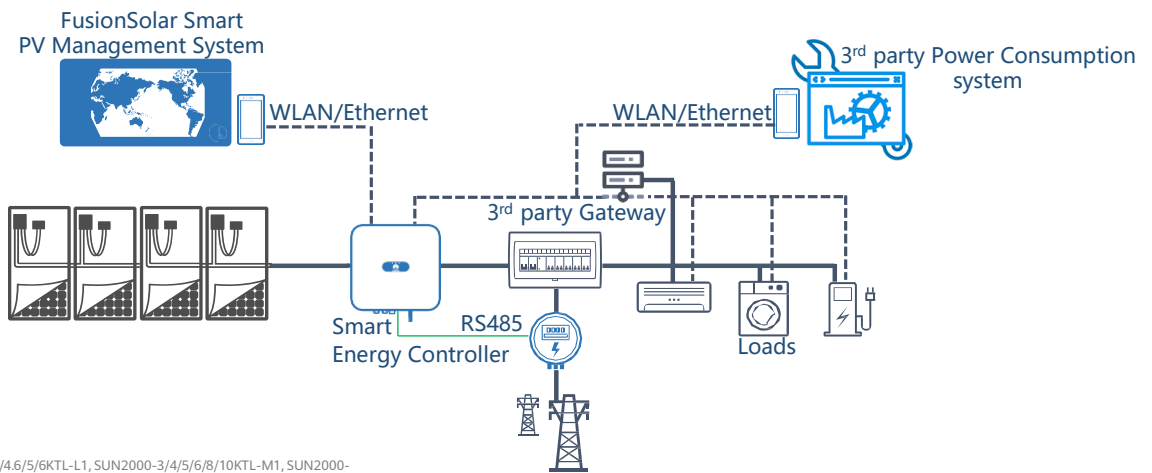 FusionSolar Smart
PV Management System
3rd party Power Consumption
system
WLAN/Ethernet
WLAN/Ethernet
3rd party Gateway
Smart
RS485
Energy Controller
Loads
/4.6/5/6KTL-L1, SUN2000-3/4/5/6/8/10KTL-M1, SUN2000-